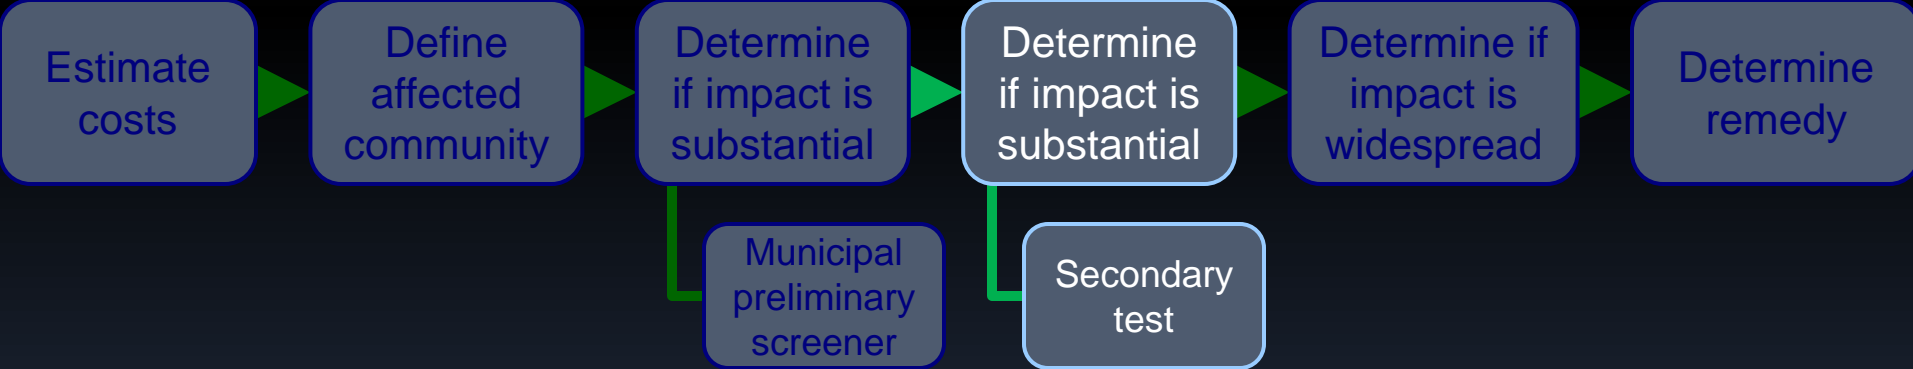 Estimate
costs
Define
affected
community
Determine
if impact is
substantial
Determine
if impact is
substantial
Determine if
impact is
widespread
Determine
remedy
Municipal
preliminary
screener
Secondary
test